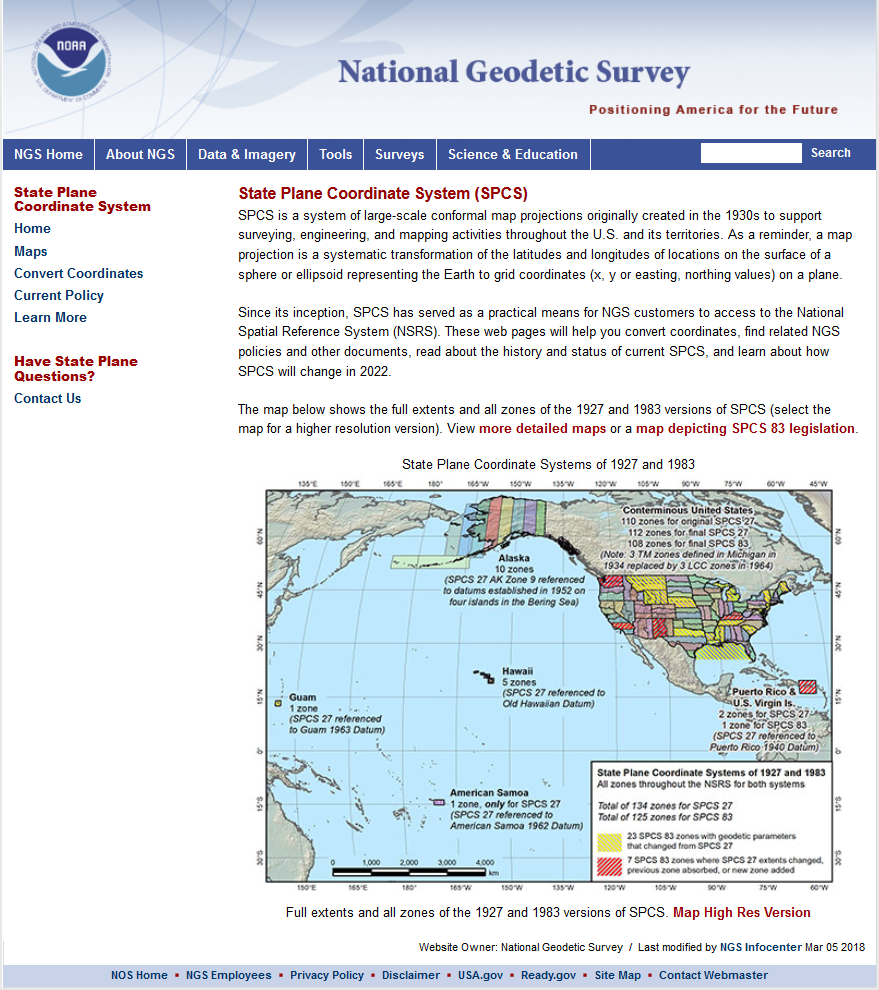 NATIONAL OCEANIC AND ATMOSPHERIC ADMINISTRATION
NOAA
U.S. DEPARTMENT OF COMMERCE
National Geodetic Survey
Positioning America for the Future
NGS Home About NGS Data & Imagery Tools Surveys Science & Education Search
State Plane
Coordinate System
Home
Maps
Convert Coordinates
Current Policy
Learn More
Have State Plane
Questions?
Contact Us
State Plane Coordinate System (SPCS)
SPCS is a system of large-scale conformal map projections originally created in the 1930s to support
surveying, engineering, and mapping activities throughout the U.S. and its territories. As a reminder, a map
projection is a systematic transformation of the latitudes and longitudes of locations on the surface of a
sphere or ellipsoid representing the Earth to grid coordinates (x, y or easting, northing values) on a plane.
Since its inception, SPCS has served as a practical means for NGS customers to access to the National
Spatial Reference System (NSRS). These web pages will help you convert coordinates, find related NGS
policies and other documents, read about the history and status of current SPCS, and learn about how
SPCS will change in 2022.
The map below shows the full extents and all zones of the 1927 and 1983 versions of SPCS (select the
map for a higher resolution version). View more detailed maps or a map depicting SPCS 83 legislation.
State Plane Coordinate Systems of 1927 and 1983
135°E 150°E 165°E 180° 165°W 150°W 135°W 120°W 105°W 90°W 75°W 60°W 45°W
60°N
45°N
30°N
15°N
0°
15°S
30°S
Conterminous United States
110 zones for original SPCS 27
112 zones for final SPCS 27
108 zones for final SPCS 83
(Note: 3 TM zones defined in Michigan in
1934 replaced by 3 LCC zones in 1964)
Alaska
10 zones
(SPCS 27 AK Zone 9 referenced
to datums established in 1952 on
four islands in the Bering Sea)
Hawaii
5 zones
(SPCS 27 referenced to
Old Hawaiian Datum)
Guam
1 zone
(SPCS 27 referenced
to Guam 1963 Datum)
Puerto Rico &
U.S. Virgin Is.
2 zones for SPCS 27
1 zone for SPCS 83
(SPCS 27 referenced to
Puerto Rico 1940 Datum)
American Samoa
1 zone, only for SPCS 27
(SPCS 27 referenced to
American Samoa 1962 Datum)
State Plane Coordinate Systems of 1927 and 1983
All zones throughout the NSRS for both systems
Total of 134 zones for SPCS 27
Total of 125 zones for SPCS 83
23 SPCS 83 zones with geodetic parameters
that changed from SPCS 27
7 SPCS 83 zones where SPCS 27 extents changed,
previous zone absorbed, or new zone added
0 1,000 2,000 3,000 4,000
km
60°N
45°N
30°N
15°N
0°
15°S
30°S
150°E 165°E 180° 165°W 150°W 135°W 120°W 105°W 90°W 75°W 60°W
Full extents and all zones of the 1927 and 1983 versions of SPCS. Map High Res Version
Website Owner: National Geodetic Survey / Last modified by NGS Infocenter Mar 05 2018
NOS Home ▪ NGS Employees ▪ Privacy Policy ▪ Disclaimer ▪ USA.gov ▪ Ready.gov ▪ Site Map ▪ Contact Webmaster